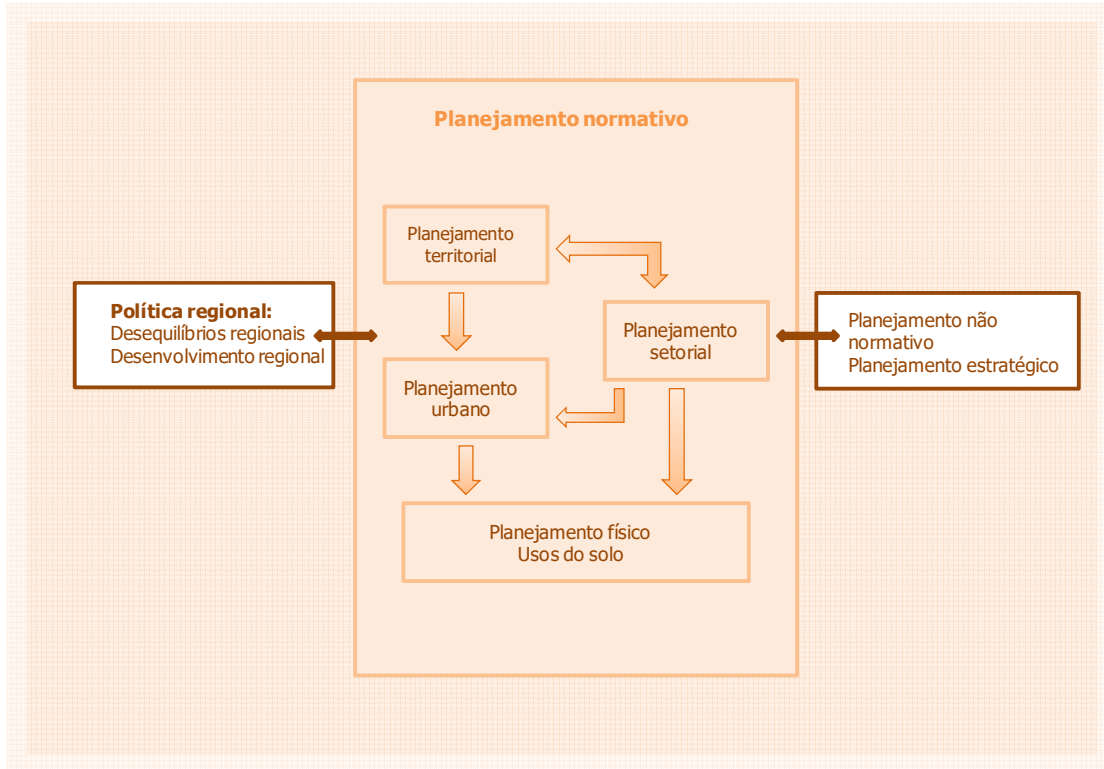 Planejamento normativo
Planejamento
territorial
Política regional:
Desequilíbrios regionais
Desenvolvimento regional
Planejamento
setorial
Planejamento não
normativo
Planejamento estratégico
Planejamento
urbano
Planejamento físico
Usos do solo